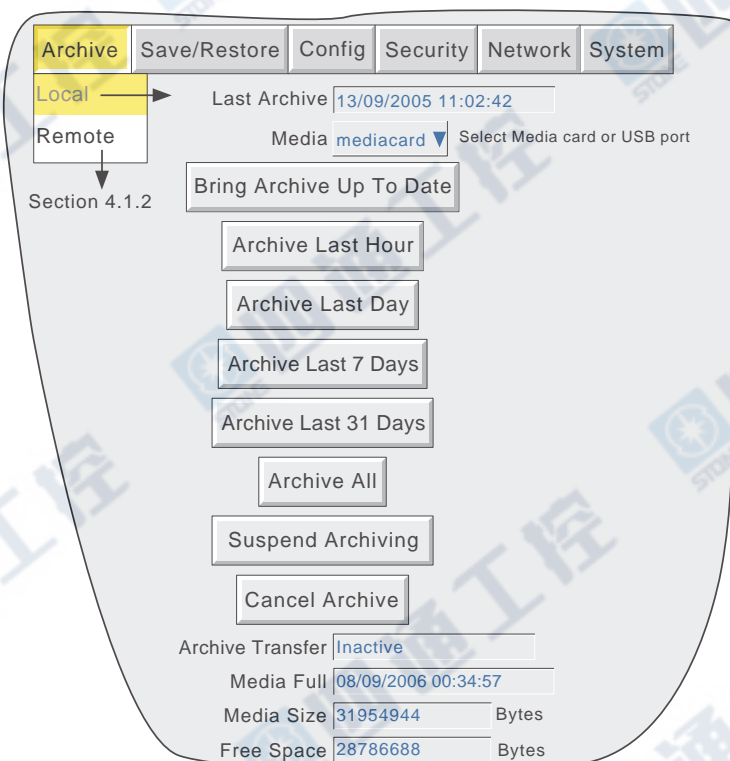 Archive Save/Restore Config Security Network System
Local Last Archive 13/09/2005 11:02:42
Remote Media mediacard Select Media card or USB port
Section 4.1.2
Bring Archive Up To Date
Archive Last Hour
Archive Last Day
Archive Last 7 Days
Archive Last 31 Days
Archive All
Suspend Archiving
Cancel Archive
Archive Transfer Inactive
Media Full 08/09/2006 00:34:57
Media Size 31954944 Bytes
Free Space 28786688 Bytes